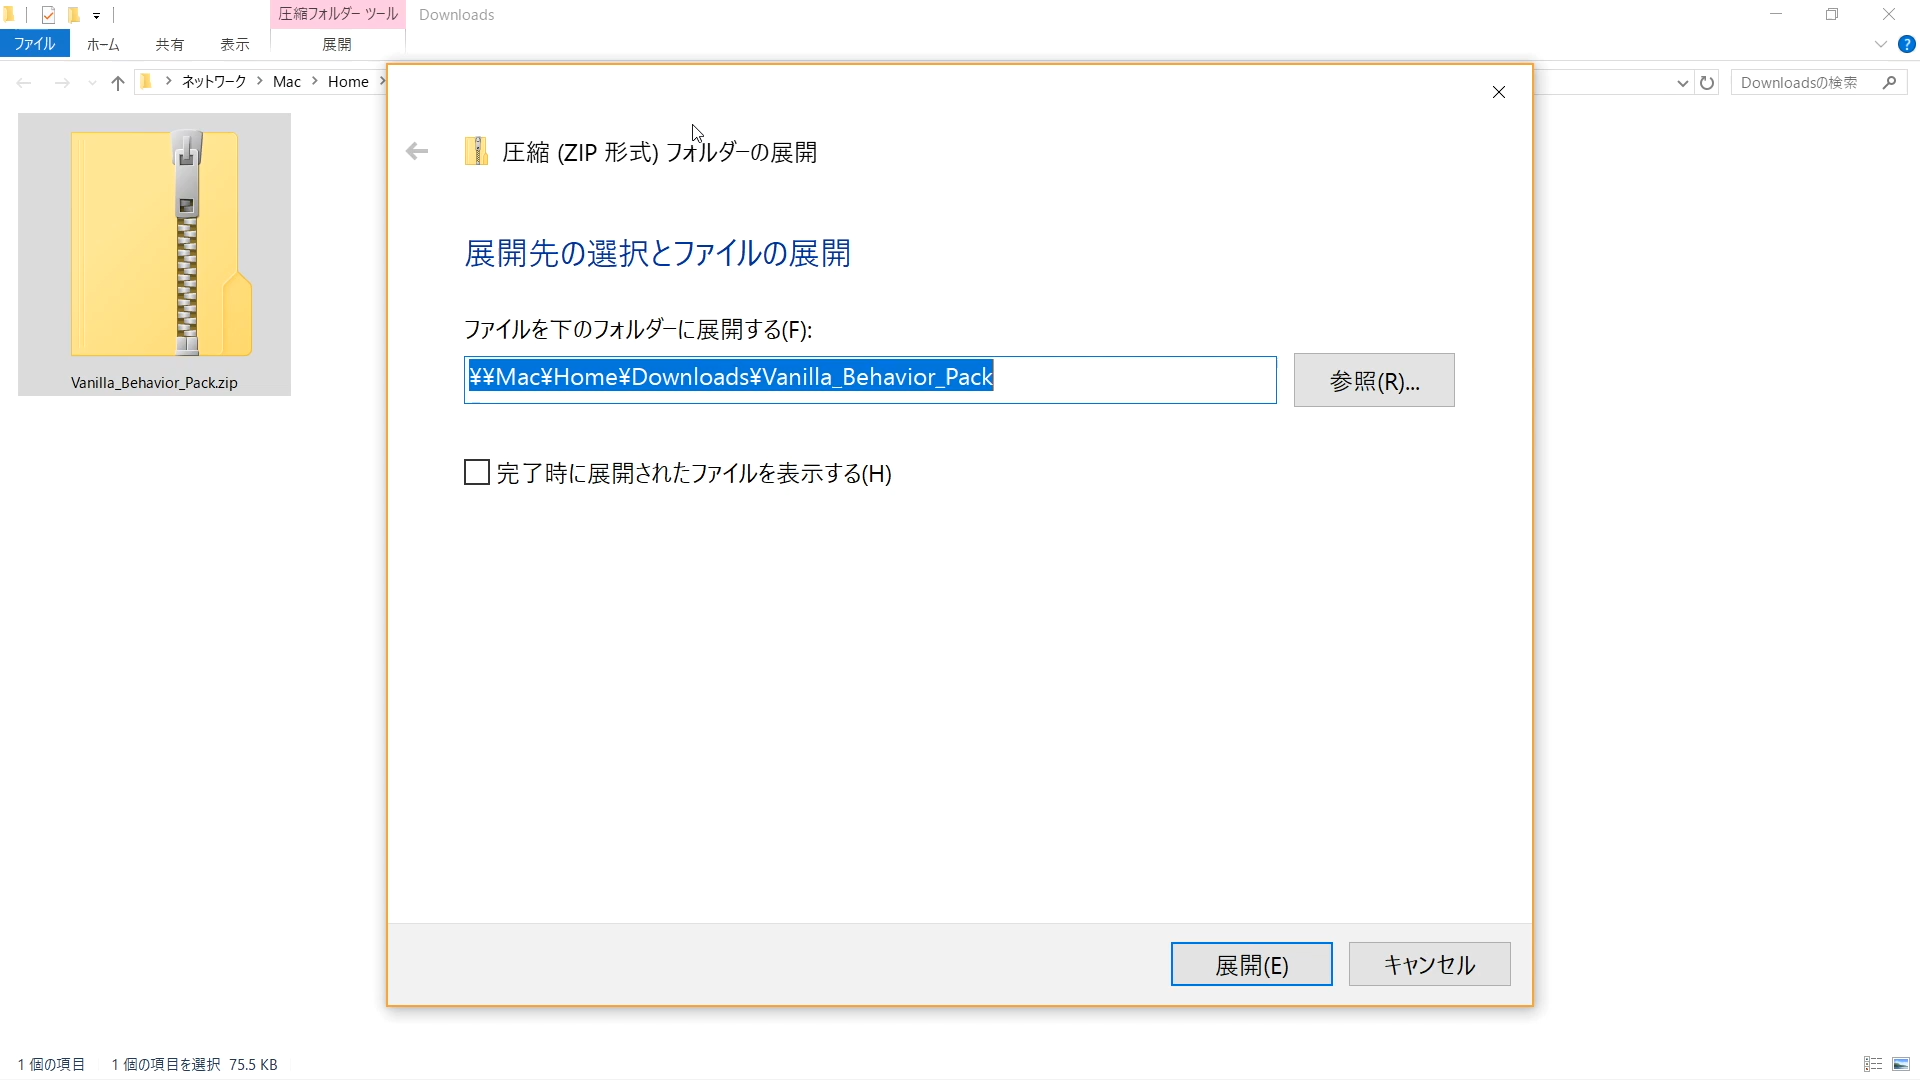 圧縮フォルダー ツール
Downloads
ファイル
ホーム
共有
表示
展開
ネットワーク
Mac
Home
Downloadsの検索
圧縮 (ZIP 形式) フォルダーの展開
展開先の選択とファイルの展開
ファイルを下のフォルダーに展開する(F):
¥¥Mac¥Home¥Downloads¥Vanilla_Behavior_Pack
参照(R)...
Vanilla_Behavior_Pack.zip
完了時に展開されたファイルを表示する(H)
展開(E)
キャンセル
1 個の項目
1 個の項目を選択 75.5 KB